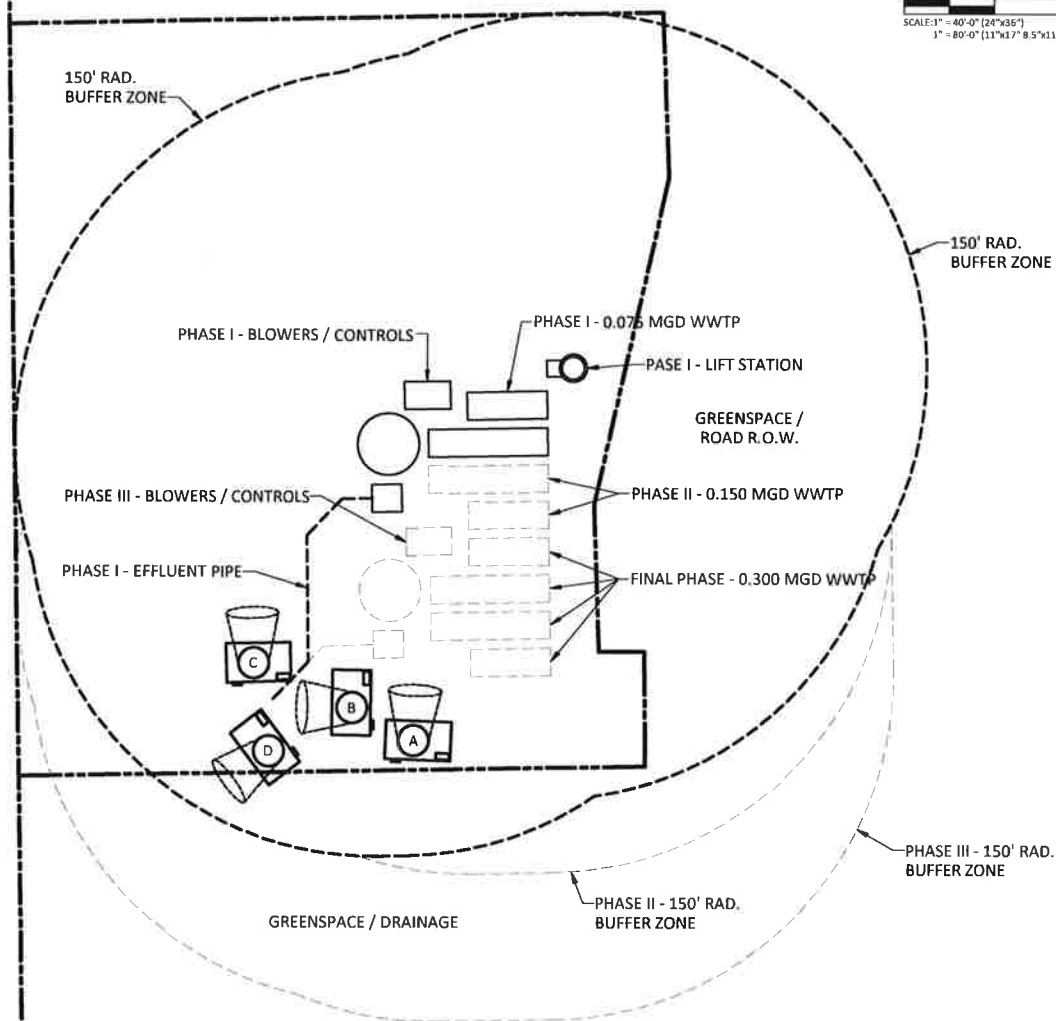 SCALE:1" = 40'-0" (24"x36")
1" = 80'-0" (11"x17" 8.5"x11
150' RAD.
BUFFER ZONE
150' RAD.
BUFFER ZONE
PHASE I - BLOWERS / CONTROLS
PHASE I - 0.075 MGD WWTP
PASE I - LIFT STATION
GREENSPACE /
ROAD R.O.W.
PHASE III - BLOWERS / CONTROLS
PHASE II - 0.150 MGD WWTP
PHASE I - EFFLUENT PIPE
FINAL PHASE - 0.300 MGD WWTP
C
B
A
D
PHASE III - 150' RAD.
BUFFER ZONE
PHASE II - 150' RAD.
BUFFER ZONE
GREENSPACE / DRAINAGE